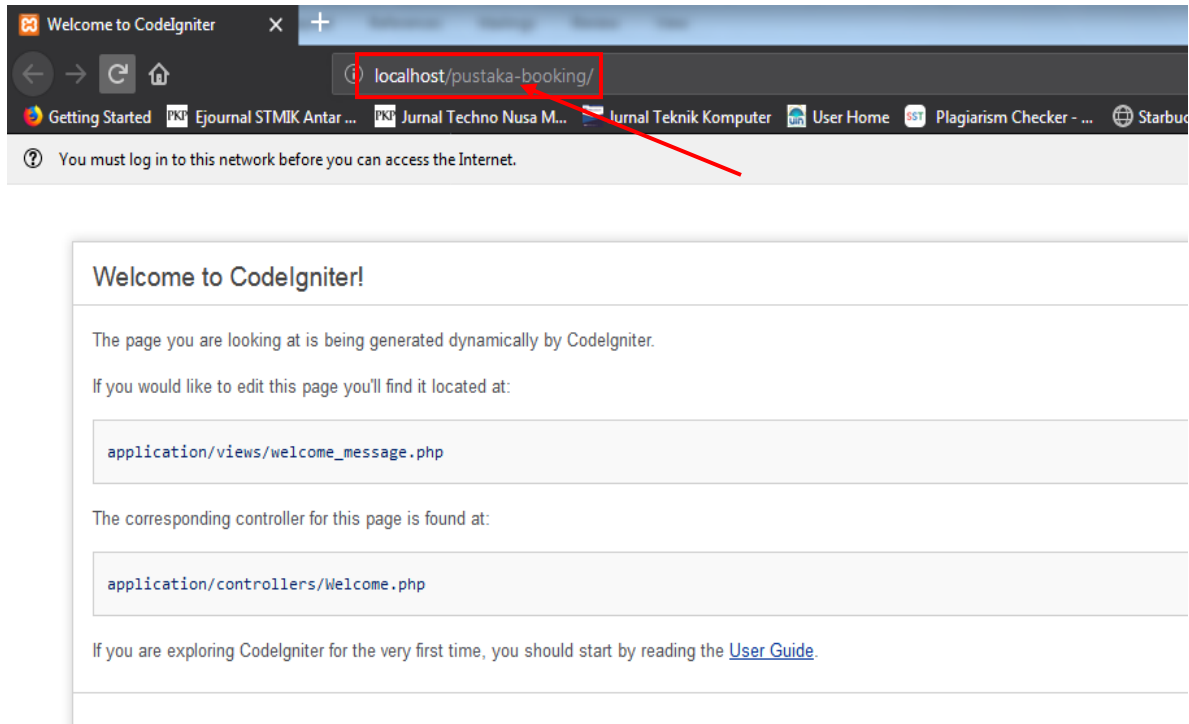 Welcome to CodeIgniter
localhost/pustaka-booking/
Getting Started PKP Ejournal STMIK Antar ... PKP Jurnal Techno Nusa M... Jurnal Teknik Komputer uin User Home SST Plagiarism Checker - ... Starbuc
You must log in to this network before you can access the Internet.
Welcome to CodeIgniter!
The page you are looking at is being generated dynamically by CodeIgniter.
If you would like to edit this page you'll find it located at:
application/views/welcome_message.php
The corresponding controller for this page is found at:
application/controllers/Welcome.php
If you are exploring CodeIgniter for the very first time, you should start by reading the User Guide.